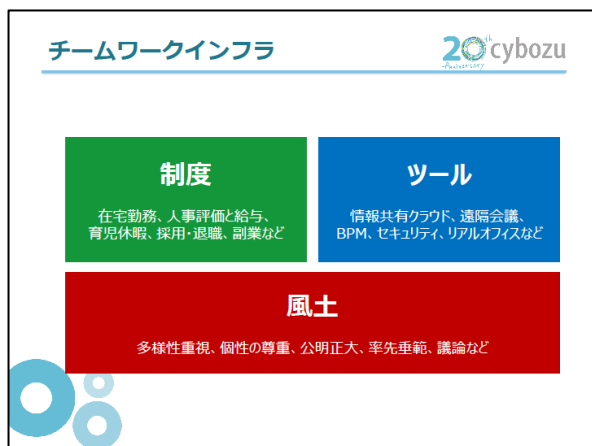 チームワークインフラ
20th Anniversary cybozu
制度
在宅勤務、人事評価と給与、
育児休暇、採用・退職、副業など
ツール
情報共有クラウド、遠隔会議、
BPM、セキュリティ、リアルオフィスなど
風土
多様性重視、個性の尊重、公明正大、率先垂範、議論など